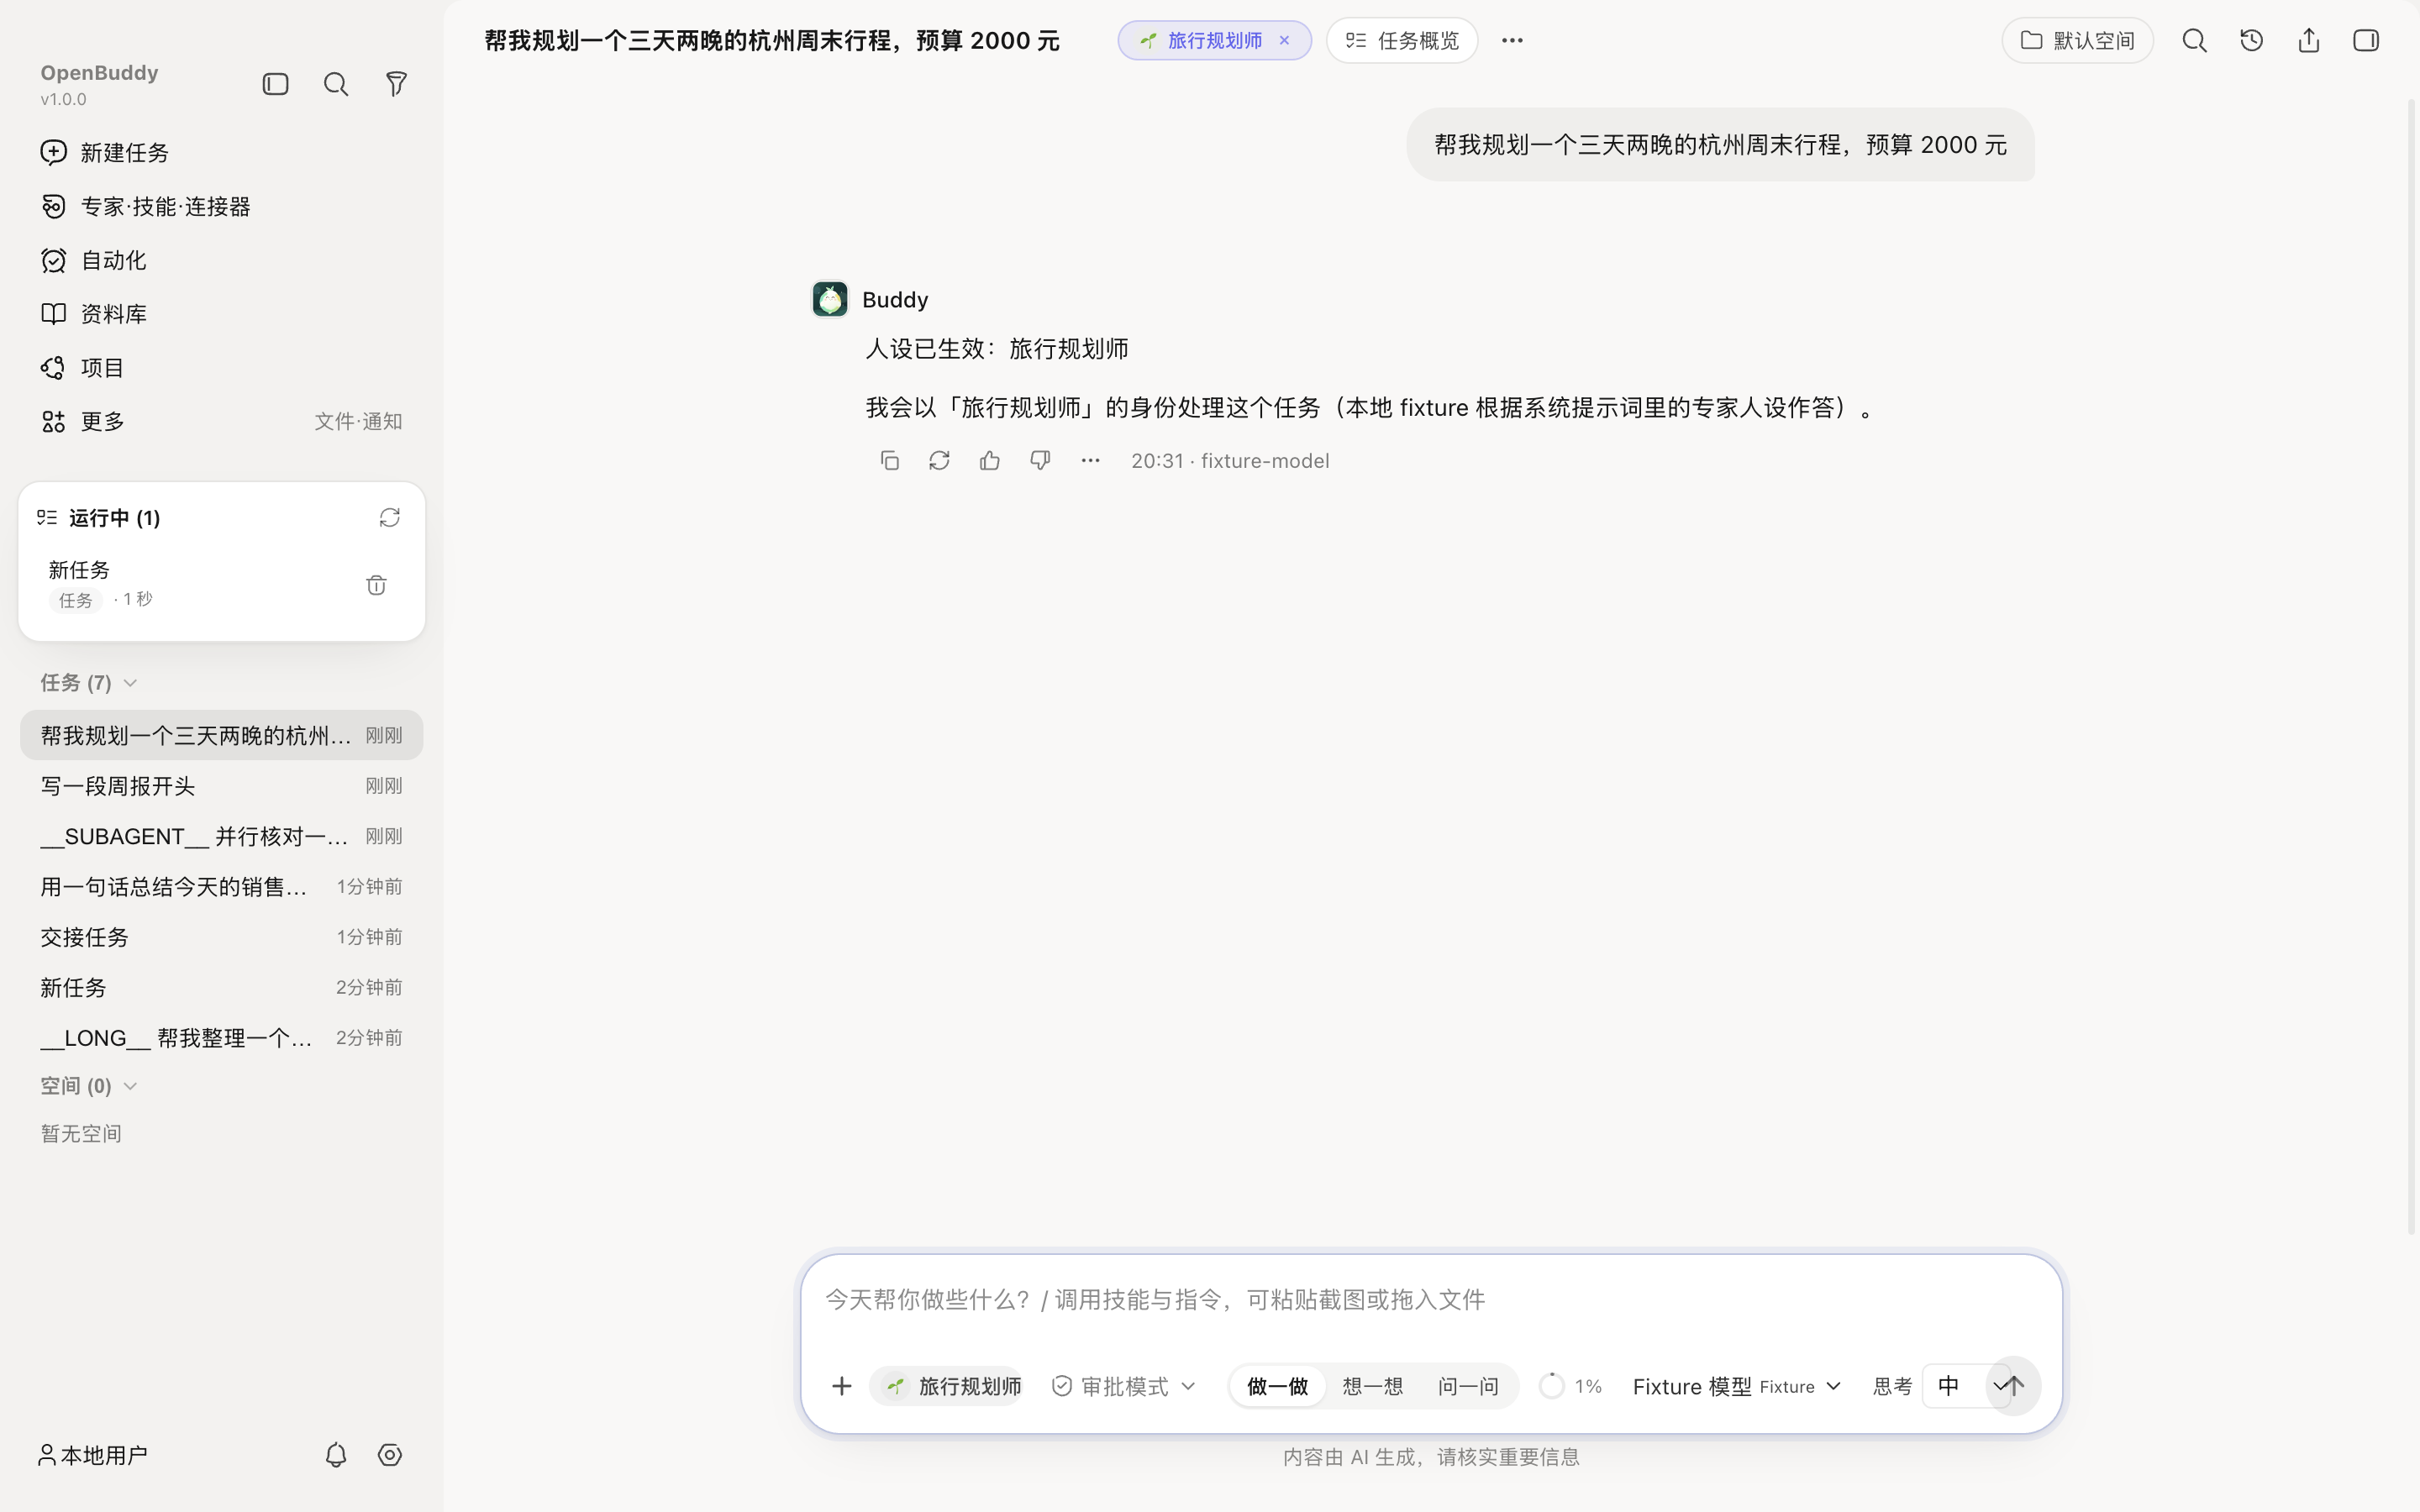 OpenBuddy
v1.0.0
新建任务
专家·技能·连接器
自动化
资料库
项目
更多 文件·通知
运行中 (1)
新任务
任务 · 1 秒
任务 (7)
帮我规划一个三天两晚的杭州… 刚刚
写一段周报开头 刚刚
__SUBAGENT__ 并行核对一… 刚刚
用一句话总结今天的销售… 1分钟前
交接任务 1分钟前
新任务 2分钟前
__LONG__ 帮我整理一个… 2分钟前
空间 (0)
暂无空间
本地用户
帮我规划一个三天两晚的杭州周末行程，预算 2000 元 旅行规划师 × 任务概览 默认空间
帮我规划一个三天两晚的杭州周末行程，预算 2000 元
Buddy
人设已生效：旅行规划师
我会以「旅行规划师」的身份处理这个任务（本地 fixture 根据系统提示词里的专家人设作答）。
20:31 · fixture-model
今天帮你做些什么？/ 调用技能与指令，可粘贴截图或拖入文件
旅行规划师 审批模式 做一做 想一想 问一问 1% Fixture 模型 Fixture 思考 中
内容由 AI 生成，请核实重要信息